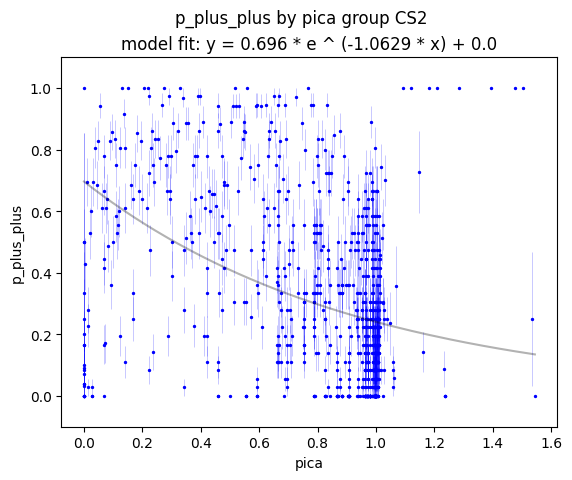 p_plus_plus by pica group CS2
model fit: y = 0.696 * e ^ (-1.0629 * x) + 0.0
1.0
0.8
0.6
0.4
0.2
0.0
p_plus_plus
0.0 0.2 0.4 0.6 0.8 1.0 1.2 1.4 1.6
pica